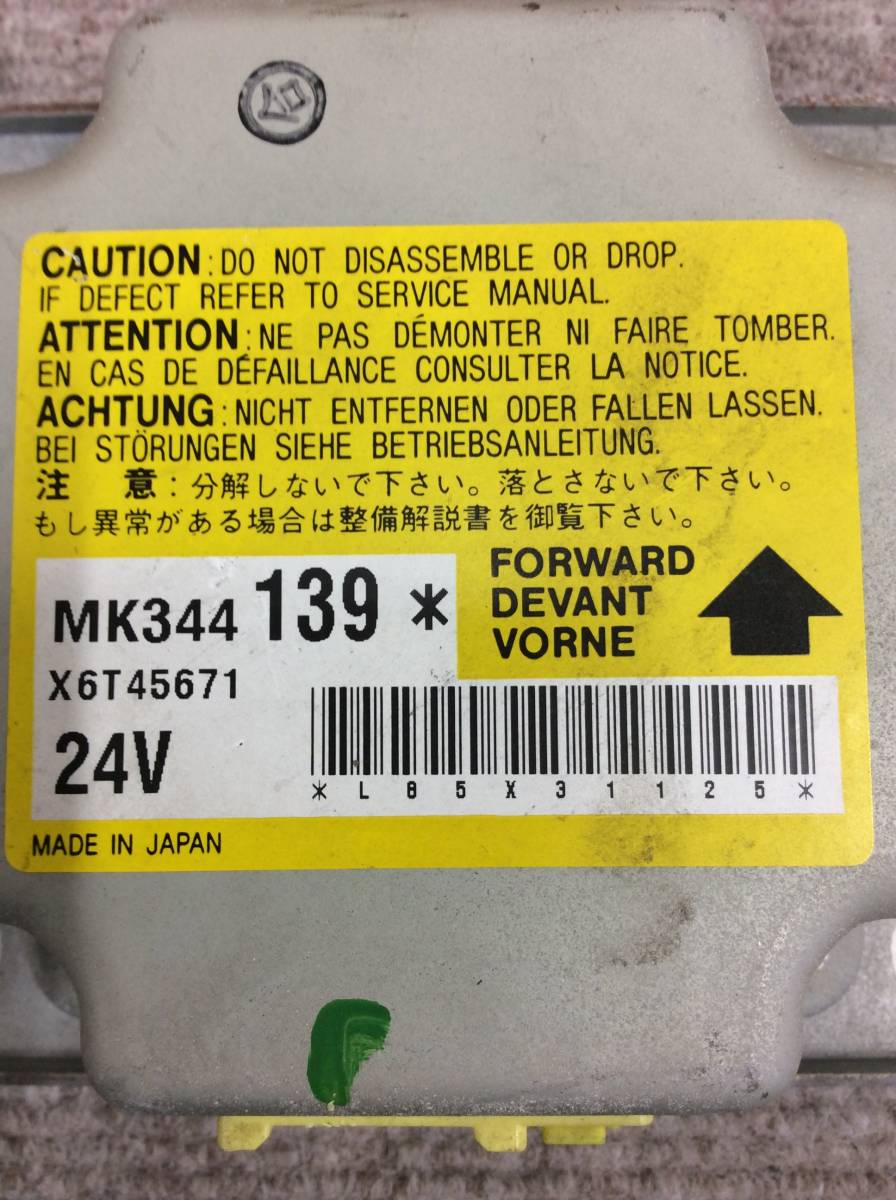 CAUTION : DO NOT DISASSEMBLE OR DROP.
IF DEFECT REFER TO SERVICE MANUAL.
ATTENTION : NE PAS DÉMONTER NI FAIRE TOMBER.
EN CAS DE DÉFAILLANCE CONSULTER LA NOTICE.
ACHTUNG : NICHT ENTFERNEN ODER FALLEN LASSEN.
BEI STÖRUNGEN SIEHE BETRIEBSANLEITUNG.
注 意：分解しないで下さい。落とさないで下さい。
もし異常がある場合は整備解説書を御覧下さい。
MK344 139 *
X6T45671
24V
FORWARD
DEVANT
VORNE
* L 8 5 X 3 1 1 2 5 *
MADE IN JAPAN